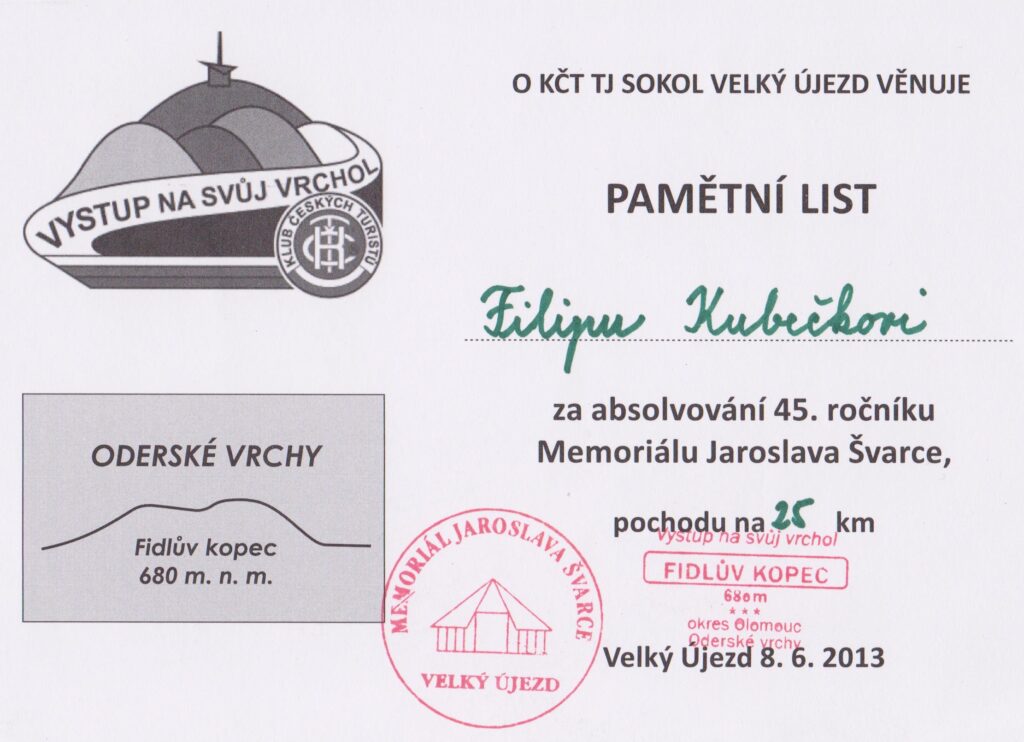 VÝSTUP NA SVŮJ VRCHOL
KLUB ČESKÝCH TURISTŮ
KČT
O KČT TJ SOKOL VELKÝ ÚJEZD VĚNUJE
PAMĚTNÍ LIST
Filipu Kubečkovi
za absolvování 45. ročníku
Memoriálu Jaroslava Švarce,
pochodu na 25 km
ODERSKÉ VRCHY
Fidlův kopec
680 m. n. m.
MEMORIÁL JAROSLAVA ŠVARCE
VELKÝ ÚJEZD
Výstup na svůj vrchol
FIDLŮV KOPEC
680m
***
okres Olomouc
Oderské vrchy
Velký Újezd 8. 6. 2013